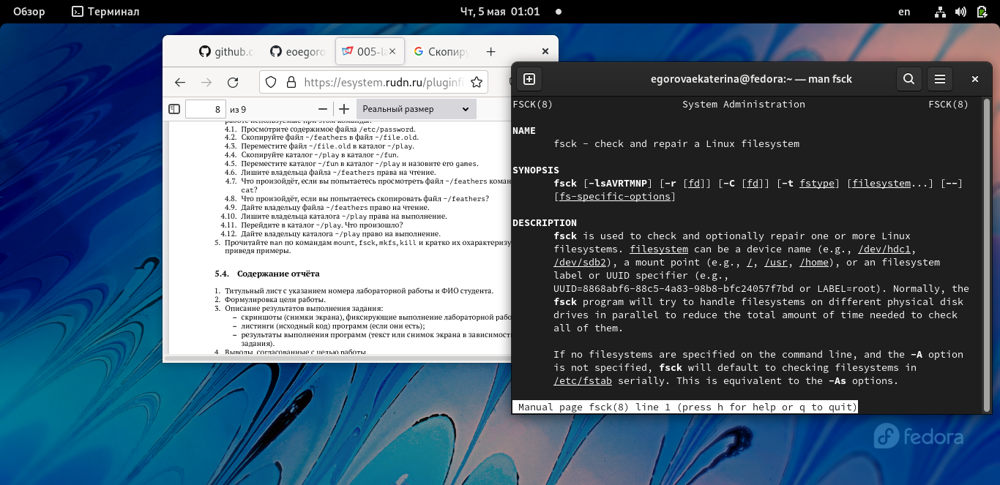 Обзор
Терминал
Чт, 5 мая 01:01
en
github.c
eoegoro
005-la
Скопиру
https://esystem.rudn.ru/pluginfi
8 из 9
Реальный размер
работе используемые при этом команды:
4.1. Просмотрите содержимое файла /etc/password.
4.2. Скопируйте файл ~/feathers в файл ~/file.old.
4.3. Переместите файл ~/file.old в каталог ~/play.
4.4. Скопируйте каталог ~/play в каталог ~/fun.
4.5. Переместите каталог ~/fun в каталог ~/play и назовите его games.
4.6. Лишите владельца файла ~/feathers права на чтение.
4.7. Что произойдёт, если вы попытаетесь просмотреть файл ~/feathers коман
cat?
4.8. Что произойдёт, если вы попытаетесь скопировать файл ~/feathers?
4.9. Дайте владельцу файла ~/feathers право на чтение.
4.10. Лишите владельца каталога ~/play права на выполнение.
4.11. Перейдите в каталог ~/play. Что произошло?
4.12. Дайте владельцу каталога ~/play право на выполнение.
5. Прочитайте man по командам mount, fsck, mkfs, kill и кратко их охарактеризу
приведя примеры.
5.4. Содержание отчёта
1. Титульный лист с указанием номера лабораторной работы и ФИО студента.
2. Формулировка цели работы.
3. Описание результатов выполнения задания:
– скриншоты (снимки экрана), фиксирующие выполнение лабораторной рабо
– листинги (исходный код) программ (если они есть);
– результаты выполнения программ (текст или снимок экрана в зависимост
задания).
4. Выводы, согласованные с целью работы.
egorovaekaterina@fedora:~ — man fsck
FSCK(8) System Administration FSCK(8)
NAME
fsck - check and repair a Linux filesystem
SYNOPSIS
fsck [-lsAVRTMNP] [-r [fd]] [-C [fd]] [-t fstype] [filesystem...] [--]
[fs-specific-options]
DESCRIPTION
fsck is used to check and optionally repair one or more Linux
filesystems. filesystem can be a device name (e.g., /dev/hdc1,
/dev/sdb2), a mount point (e.g., /, /usr, /home), or an filesystem
label or UUID specifier (e.g.,
UUID=8868abf6-88c5-4a83-98b8-bfc24057f7bd or LABEL=root). Normally, the
fsck program will try to handle filesystems on different physical disk
drives in parallel to reduce the total amount of time needed to check
all of them.
If no filesystems are specified on the command line, and the -A option
is not specified, fsck will default to checking filesystems in
/etc/fstab serially. This is equivalent to the -As options.
Manual page fsck(8) line 1 (press h for help or q to quit)
fedora